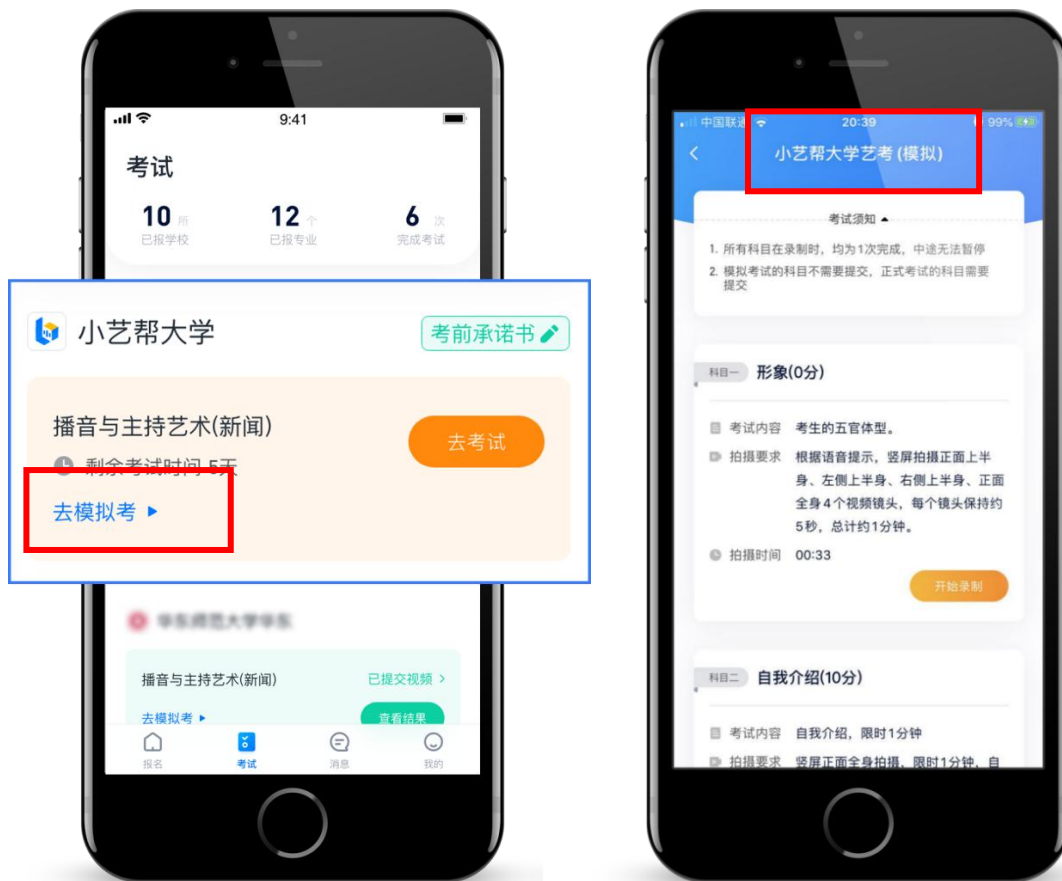 9:41
考试
10 所 12 个 6 次
已报学校 已报专业 完成考试
小艺帮大学 考前承诺书
播音与主持艺术(新闻)
去考试
剩余考试时间 5天
去模拟考
播音与主持艺术(新闻) 已提交视频
去模拟考 查看结果
报名 考试 消息 我的
中国联通 20:39 99%
小艺帮大学艺考(模拟)
考试须知
1. 所有科目在录制时，均为1次完成，中途无法暂停
2. 模拟考试的科目不需要提交，正式考试的科目需要
提交
科目一 形象(0分)
考试内容 考生的五官体型。
拍摄要求 根据语音提示，竖屏拍摄正面上半
身、左侧上半身、右侧上半身、正面
全身4个视频镜头，每个镜头保持约
5秒，总计约1分钟。
拍摄时间 00:33
开始录制
科目二 自我介绍(10分)
考试内容 自我介绍，限时1分钟
拍摄要求 竖屏正面全身拍摄，限时1分钟，自